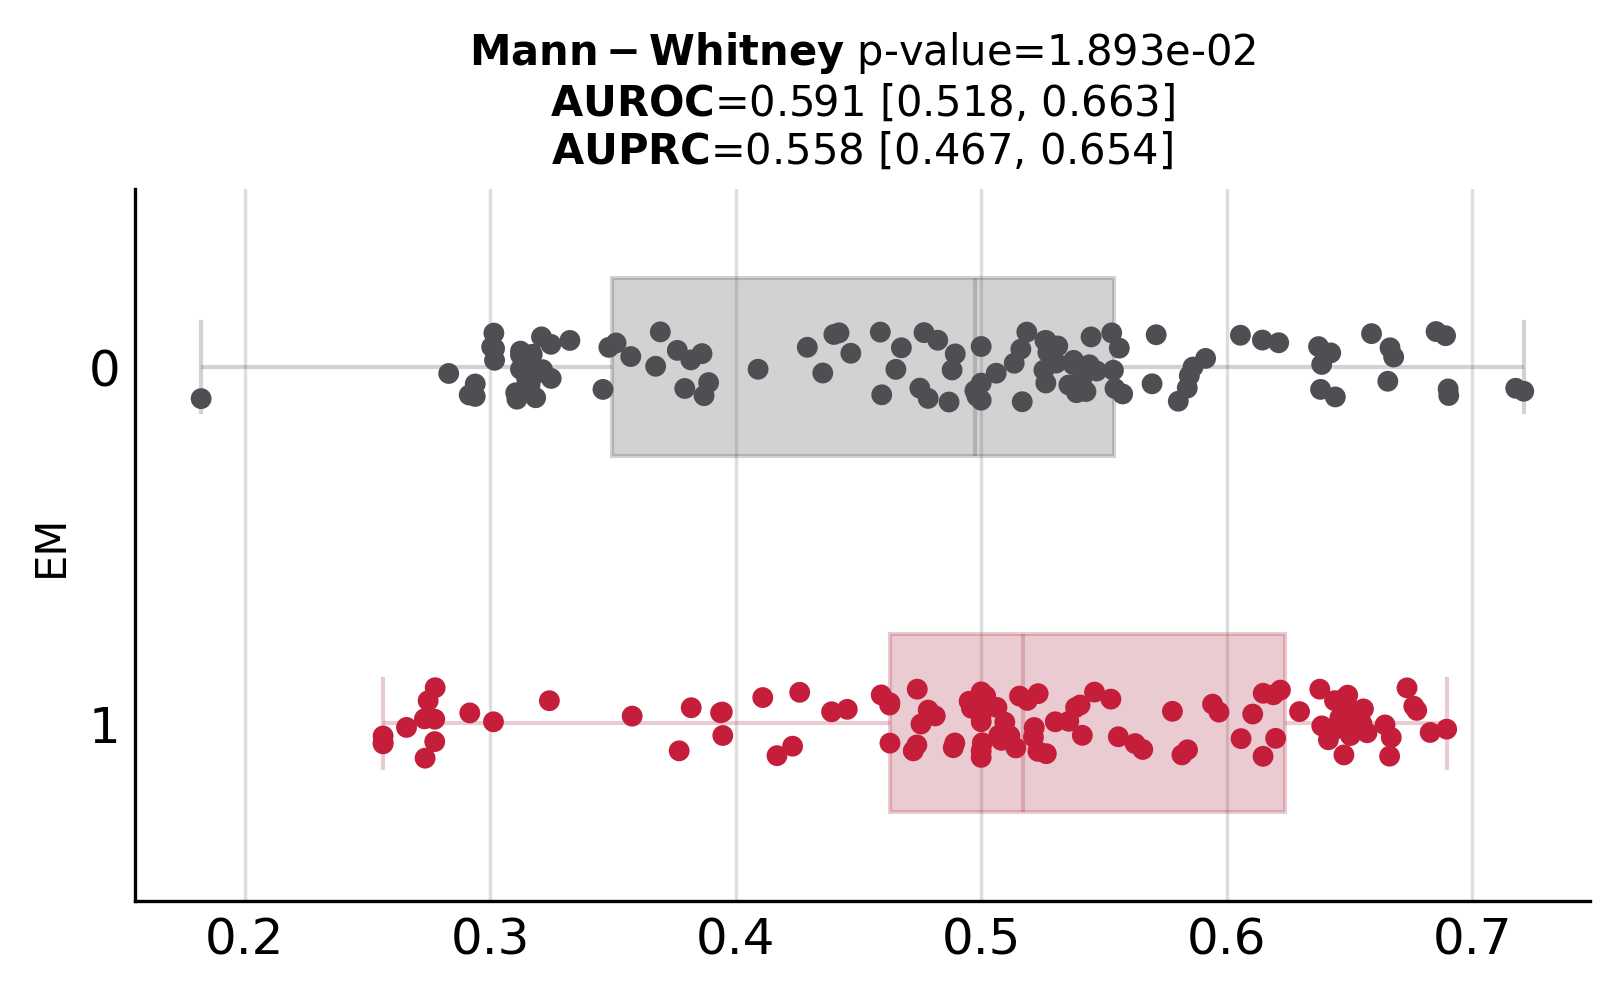 Mann − Whitney p-value=1.893e-02
AUROC=0.591 [0.518, 0.663]
AUPRC=0.558 [0.467, 0.654]
0
EM
1
0.2 0.3 0.4 0.5 0.6 0.7